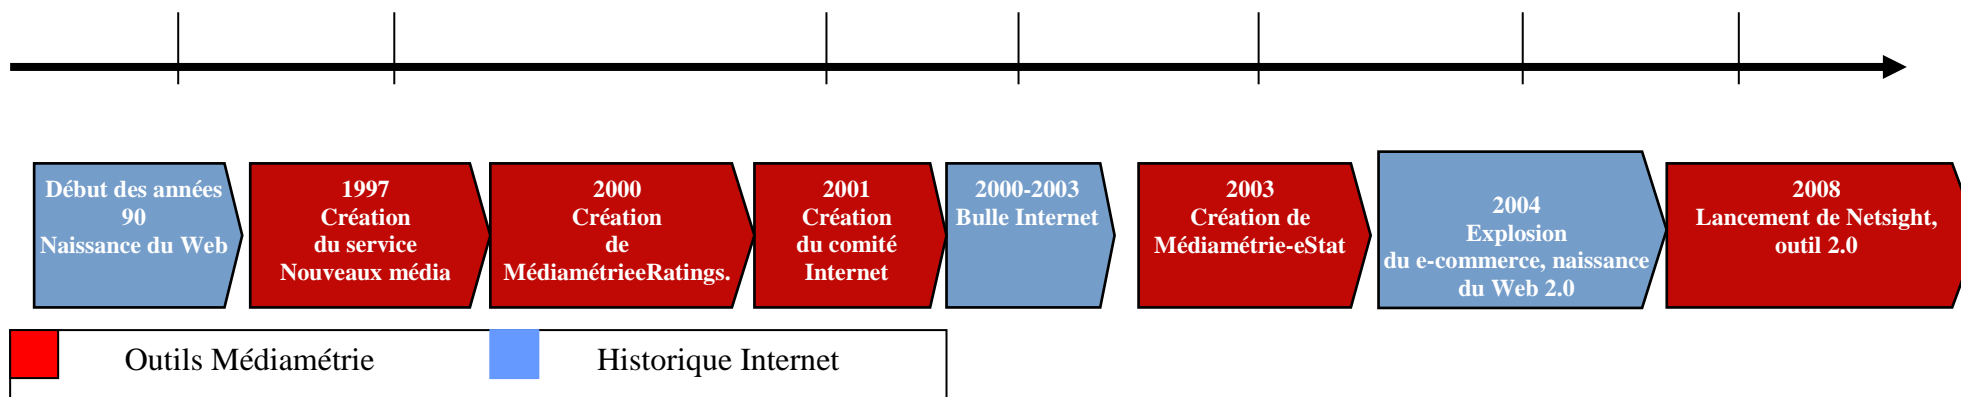 Début des années
90
Naissance du Web
1997
Création
du service
Nouveaux média
2000
Création
de
MédiamétrieeRatings.
2001
Création
du comité
Internet
2000-2003
Bulle Internet
2003
Création de
Médiamétrie-eStat
2004
Explosion
du e-commerce, naissance
du Web 2.0
2008
Lancement de Netsight,
outil 2.0
Outils Médiamétrie
Historique Internet